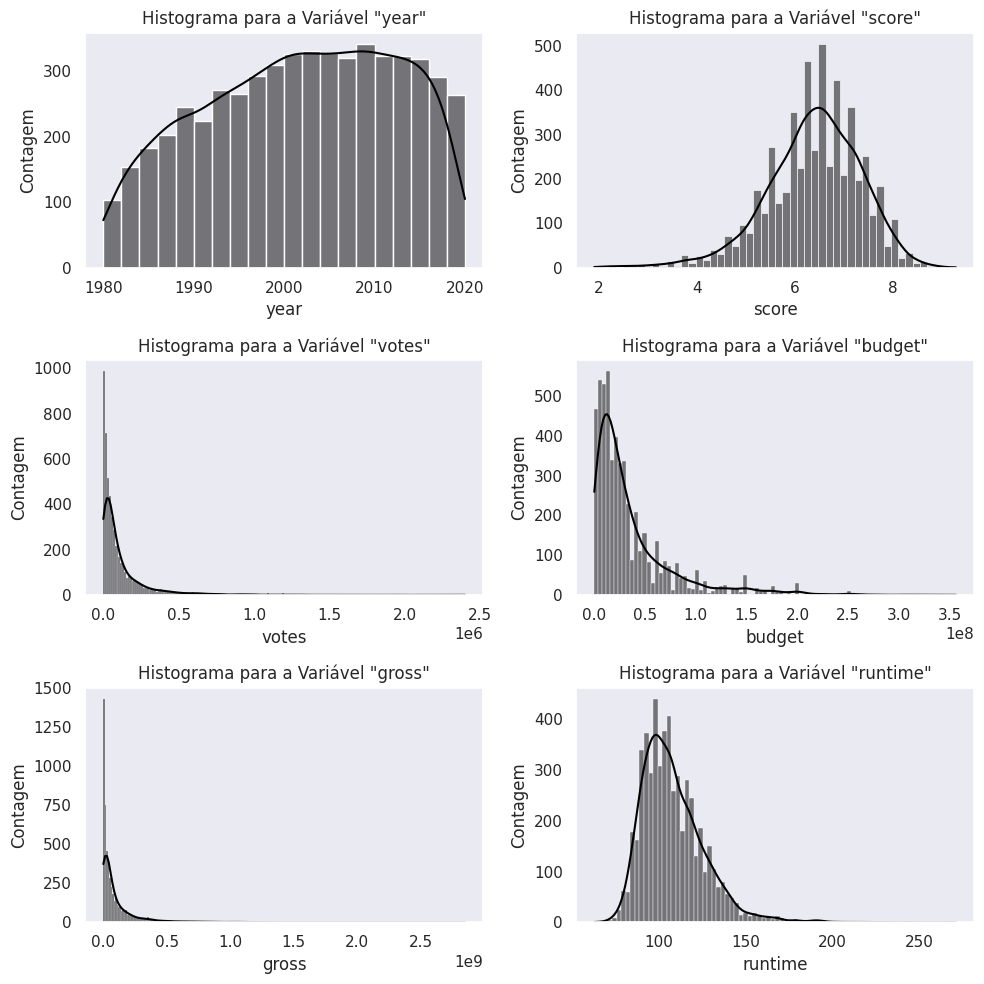 Histograma para a Variável "year"
Contagem
300
200
100
0
1980 1990 2000 2010 2020
year
Histograma para a Variável "score"
Contagem
500
400
300
200
100
0
2 4 6 8
score
Histograma para a Variável "votes"
Contagem
1000
800
600
400
200
0
0.0 0.5 1.0 1.5 2.0 2.5
1e6
votes
Histograma para a Variável "budget"
Contagem
500
400
300
200
100
0
0.0 0.5 1.0 1.5 2.0 2.5 3.0 3.5
1e8
budget
Histograma para a Variável "gross"
Contagem
1500
1250
1000
750
500
250
0
0.0 0.5 1.0 1.5 2.0 2.5
1e9
gross
Histograma para a Variável "runtime"
Contagem
400
300
200
100
0
100 150 200 250
runtime